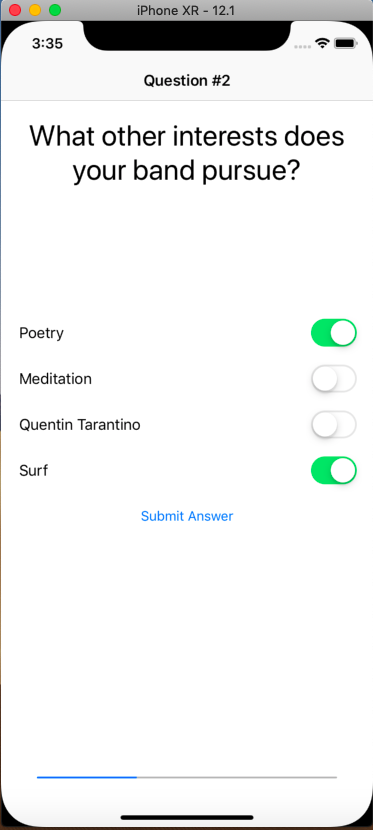 iPhone XR - 12.1
3:35
Question #2
What other interests does
your band pursue?
Poetry
Meditation
Quentin Tarantino
Surf
Submit Answer